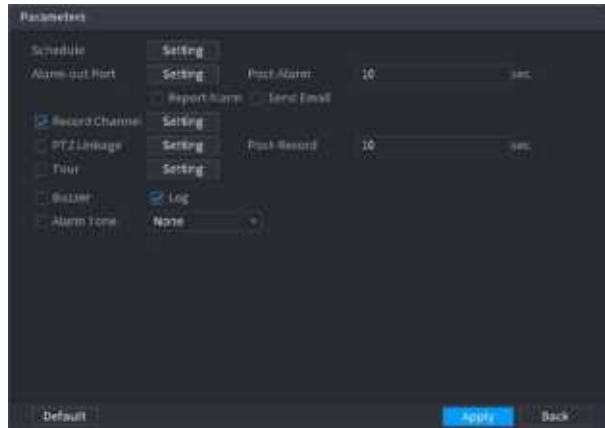 Parameters
Schedule Setting
Alarm-out Port Setting Post-Alarm 10 sec.
Report Alarm Send Email
Record Channel Setting
PTZ Linkage Setting Post-Record 10 sec.
Tour Setting
Buzzer Log
Alarm Tone None
Default Apply Back